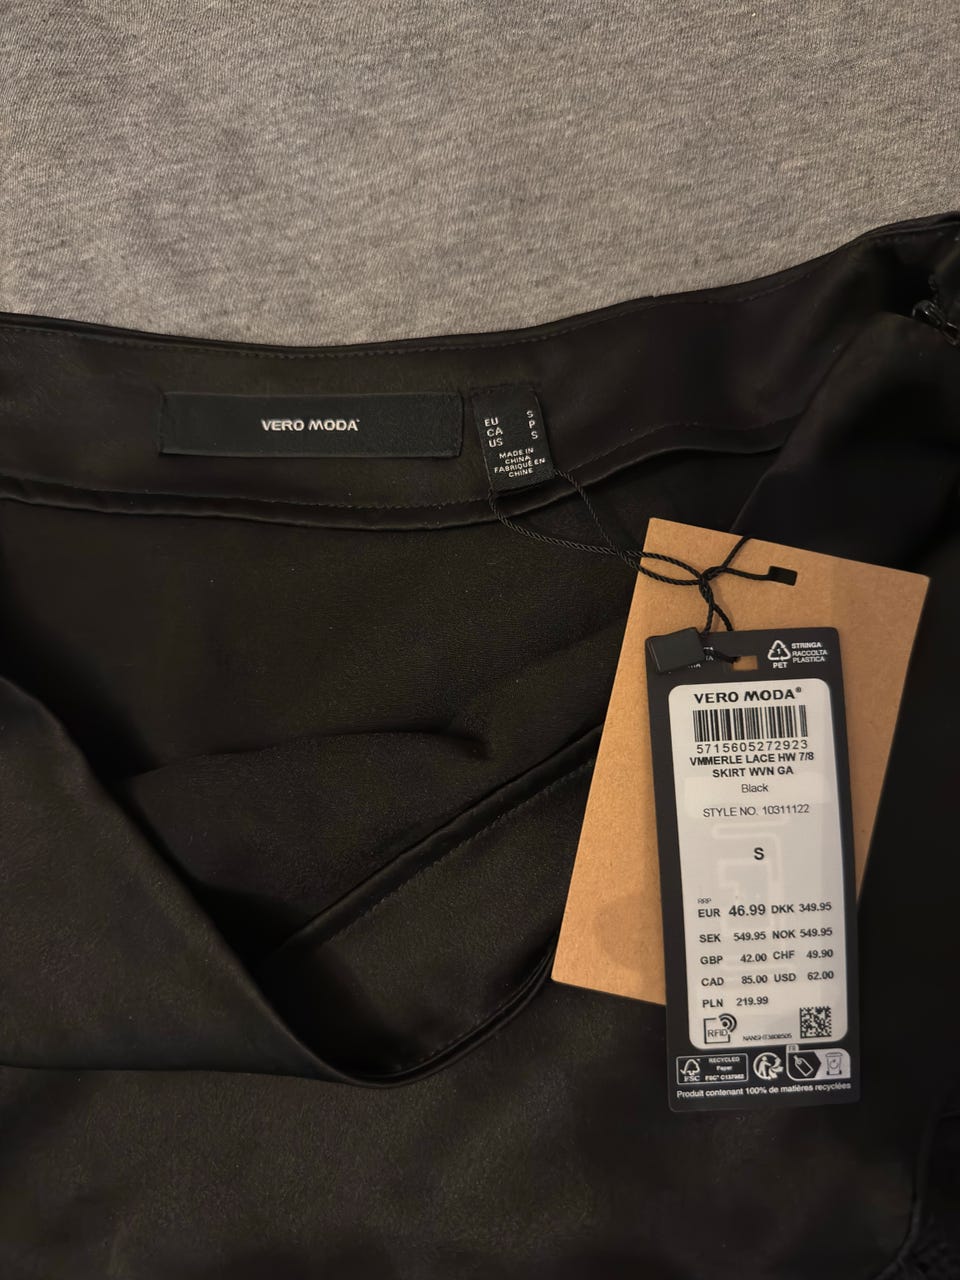 VERO MODA
EU S
CA P
US S
MADE IN
CHINA
FABRIQUÉ EN
CHINE
STRINGA
RACCOLTA
PLASTICA
1
PET
VERO MODA®
5715605272923
VMMERLE LACE HW 7/8
SKIRT WVN GA
Black
STYLE NO. 10311122
S
RRP
EUR 46.99 DKK 349.95
SEK 549.95 NOK 549.95
GBP 42.00 CHF 49.90
CAD 85.00 USD 62.00
PLN 219.99
RFID
FSC
RECYCLED
Paper
FR
Produit contenant 100% de matières recyclées